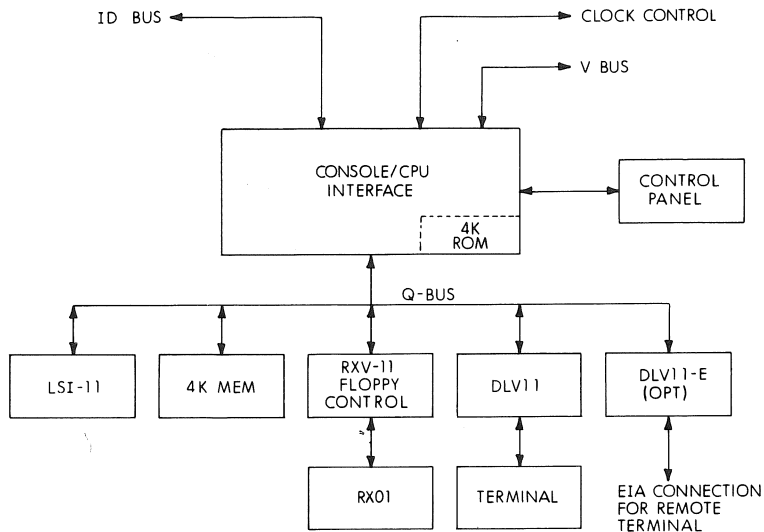 ID BUS
CLOCK CONTROL
V BUS
CONSOLE/CPU
INTERFACE
4K
ROM
CONTROL
PANEL
Q-BUS
LSI-11
4K MEM
RXV-11
FLOPPY
CONTROL
DLV11
DLV11-E
(OPT)
RX01
TERMINAL
EIA CONNECTION
FOR REMOTE
TERMINAL